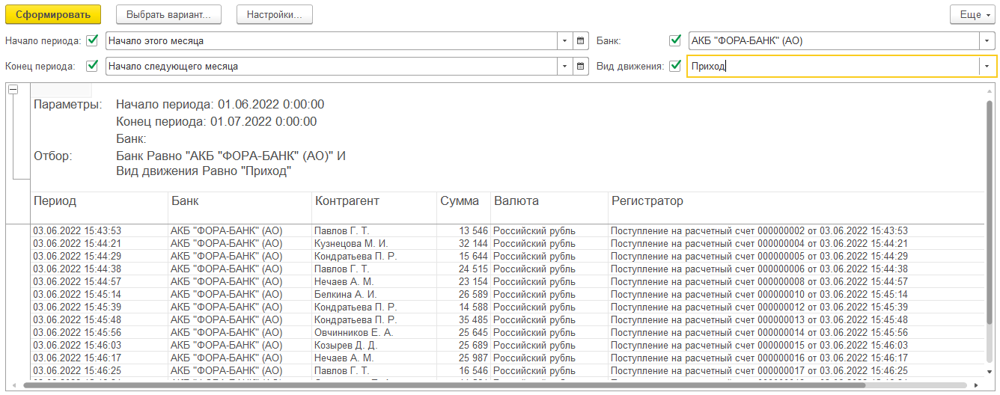 Сформировать Выбрать вариант... Настройки... Еще
Начало периода: Начало этого месяца Банк: АКБ "ФОРА-БАНК" (АО)
Конец периода: Начало следующего месяца Вид движения: Приход
Параметры: Начало периода: 01.06.2022 0:00:00
Конец периода: 01.07.2022 0:00:00
Банк:
Отбор: Банк Равно "АКБ "ФОРА-БАНК" (АО)" И
Вид движения Равно "Приход"
Период Банк Контрагент Сумма Валюта Регистратор
03.06.2022 15:43:53 АКБ "ФОРА-БАНК" (АО) Павлов Г. Т. 13 546 Российский рубль Поступление на расчетный счет 000000002 от 03.06.2022 15:43:53
03.06.2022 15:44:21 АКБ "ФОРА-БАНК" (АО) Кузнецова М. И. 32 144 Российский рубль Поступление на расчетный счет 000000004 от 03.06.2022 15:44:21
03.06.2022 15:44:29 АКБ "ФОРА-БАНК" (АО) Кондратьева П. Р. 15 644 Российский рубль Поступление на расчетный счет 000000005 от 03.06.2022 15:44:29
03.06.2022 15:44:38 АКБ "ФОРА-БАНК" (АО) Павлов Г. Т. 24 515 Российский рубль Поступление на расчетный счет 000000006 от 03.06.2022 15:44:38
03.06.2022 15:44:57 АКБ "ФОРА-БАНК" (АО) Нечаев А. М. 23 154 Российский рубль Поступление на расчетный счет 000000008 от 03.06.2022 15:44:57
03.06.2022 15:45:14 АКБ "ФОРА-БАНК" (АО) Белкина А. И. 26 589 Российский рубль Поступление на расчетный счет 000000010 от 03.06.2022 15:45:14
03.06.2022 15:45:39 АКБ "ФОРА-БАНК" (АО) Кондратьева П. Р. 14 588 Российский рубль Поступление на расчетный счет 000000012 от 03.06.2022 15:45:39
03.06.2022 15:45:48 АКБ "ФОРА-БАНК" (АО) Кондратьева П. Р. 35 485 Российский рубль Поступление на расчетный счет 000000013 от 03.06.2022 15:45:48
03.06.2022 15:45:56 АКБ "ФОРА-БАНК" (АО) Овчинников Е. А. 25 645 Российский рубль Поступление на расчетный счет 000000014 от 03.06.2022 15:45:56
03.06.2022 15:46:03 АКБ "ФОРА-БАНК" (АО) Козырев Д. Д. 25 689 Российский рубль Поступление на расчетный счет 000000015 от 03.06.2022 15:46:03
03.06.2022 15:46:17 АКБ "ФОРА-БАНК" (АО) Нечаев А. М. 25 987 Российский рубль Поступление на расчетный счет 000000016 от 03.06.2022 15:46:17
03.06.2022 15:46:25 АКБ "ФОРА-БАНК" (АО) Павлов Г. Т. 16 546 Российский рубль Поступление на расчетный счет 000000017 от 03.06.2022 15:46:25